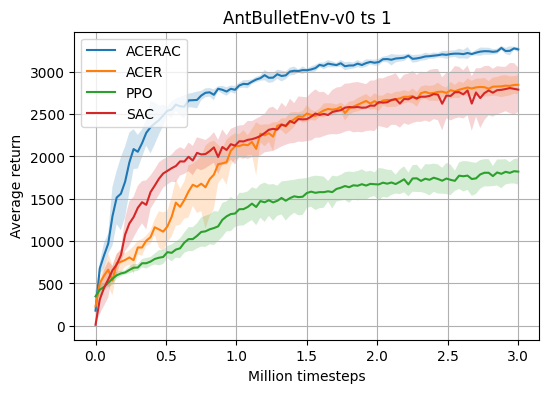 AntBulletEnv-v0 ts 1
ACERAC
ACER
PPO
SAC
Average return
3000
2500
2000
1500
1000
500
0
0.0 0.5 1.0 1.5 2.0 2.5 3.0
Million timesteps